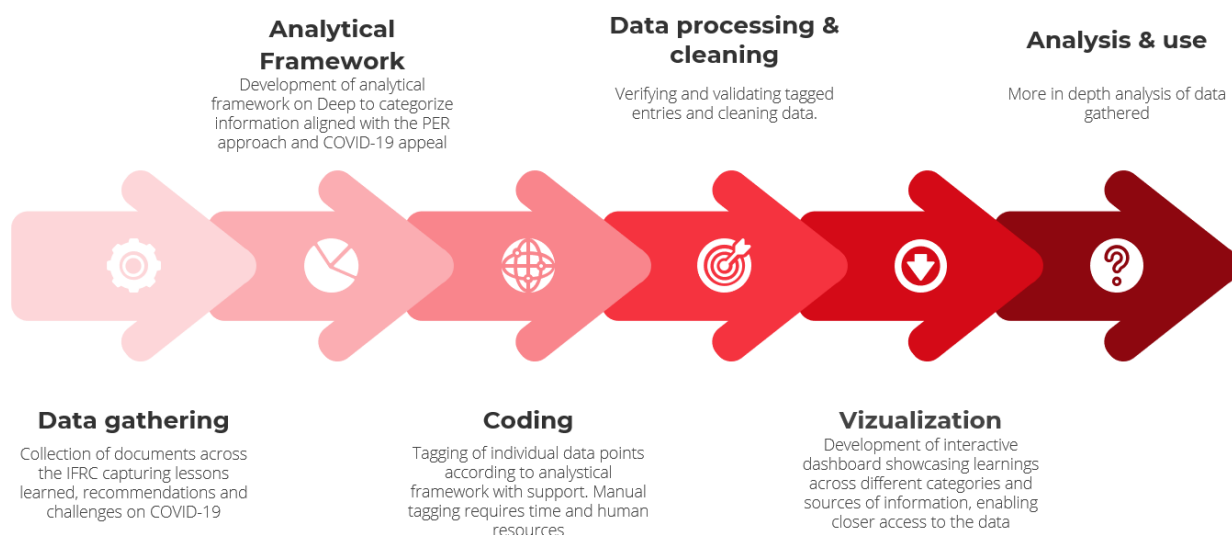 Analytical
Framework
Development of analytical
framework on Deep to categorize
information aligned with the PER
approach and COVID-19 appeal
Data processing &
cleaning
Verifying and validating tagged
entries and cleaning data.
Analysis & use
More in depth analysis of data
gathered
Data gathering
Collection of documents across
the IFRC capturing lessons
learned, recommendations and
challenges on COVID-19
Coding
Tagging of individual data points
according to analystical
framework with support. Manual
tagging requires time and human
resources
Vizualization
Development of interactive
dashboard showcasing learnings
across different categories and
sources of information, enabling
closer access to the data